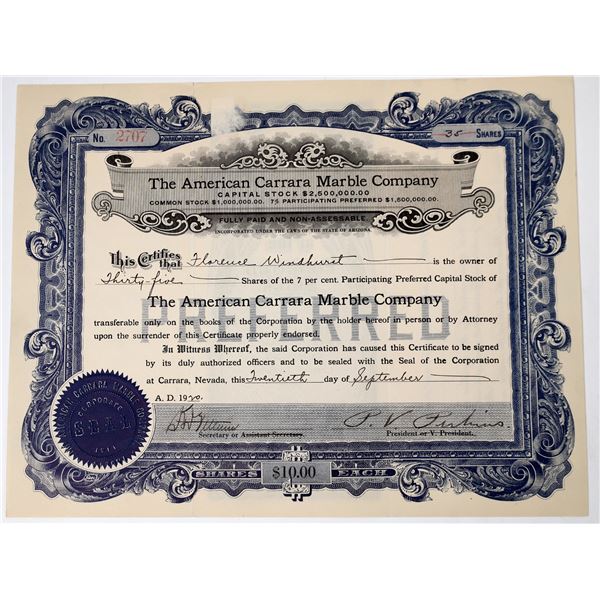 No. 2707
35 SHARES
The American Carrara Marble Company
CAPITAL STOCK $2,500,000.00
COMMON STOCK $1,000,000.00. 7% PARTICIPATING PREFERRED $1,500,000.00.
FULLY PAID AND NON-ASSESSABLE
INCORPORATED UNDER THE LAWS OF THE STATE OF ARIZONA.
This Certifies that Florence Windhurst is the owner of
Thirty-five Shares of the 7 per cent. Participating Preferred Capital Stock of
The American Carrara Marble Company
PREFERRED
transferable only on the books of the Corporation by the holder hereof in person or by Attorney
upon the surrender of this Certificate properly endorsed.
In Witness Whereof, the said Corporation has caused this Certificate to be signed
by its duly authorized officers and to be sealed with the Seal of the Corporation
at Carrara, Nevada, this Twentieth day of September
A. D. 1920.
P. V. Perkins
Secretary or Assistant Secretary.
President or V. President.
CARRARA MARBLE
CORPORATE
SEAL
SHARES $10.00 EACH